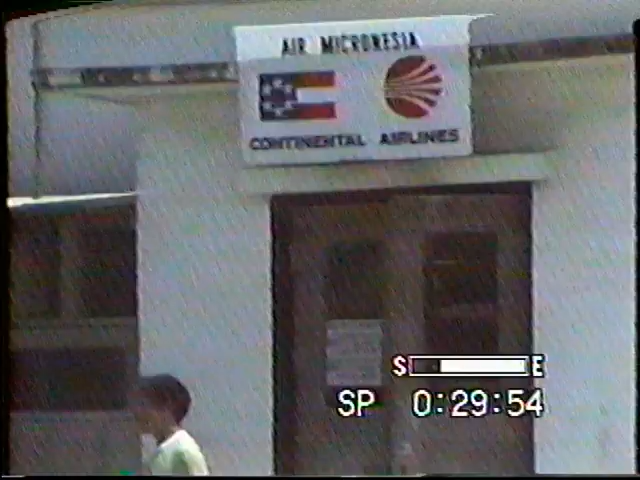 AIR MICRONESIA
CONTINENTAL AIRLINES
S E
SP 0:29:54